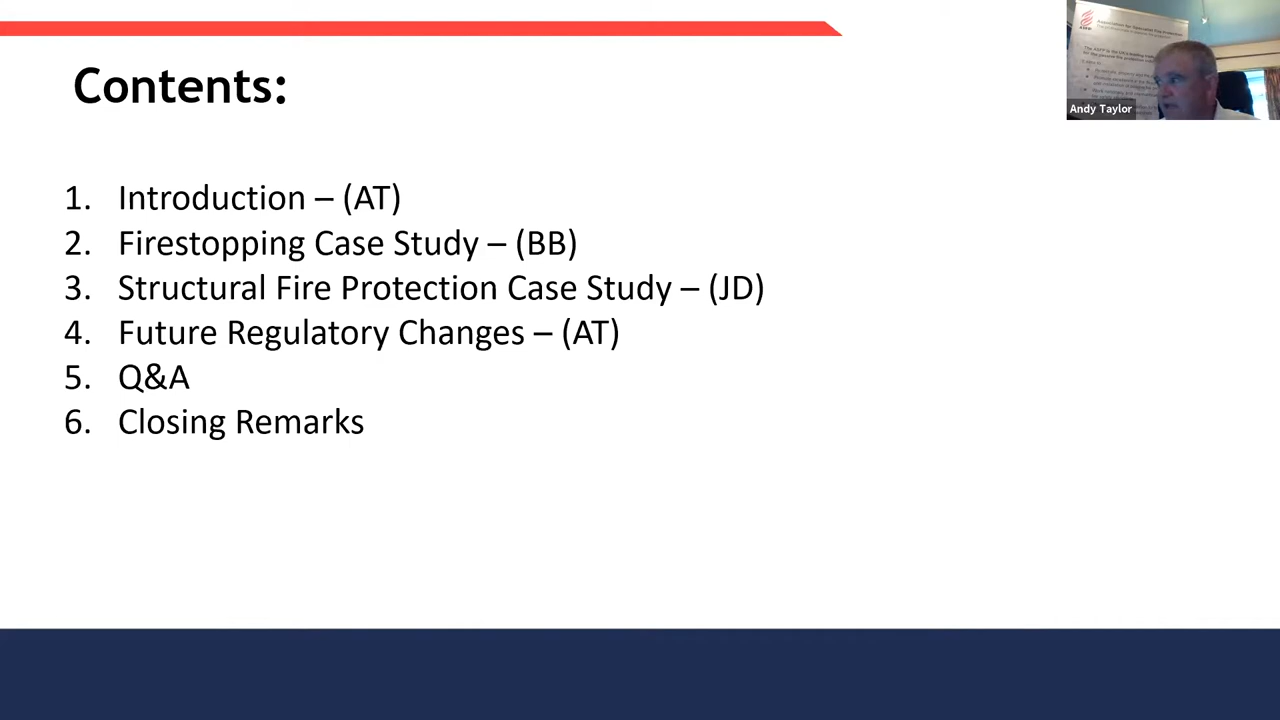 Contents:
1. Introduction – (AT)
2. Firestopping Case Study – (BB)
3. Structural Fire Protection Case Study – (JD)
4. Future Regulatory Changes – (AT)
5. Q&A
6. Closing Remarks
Andy Taylor